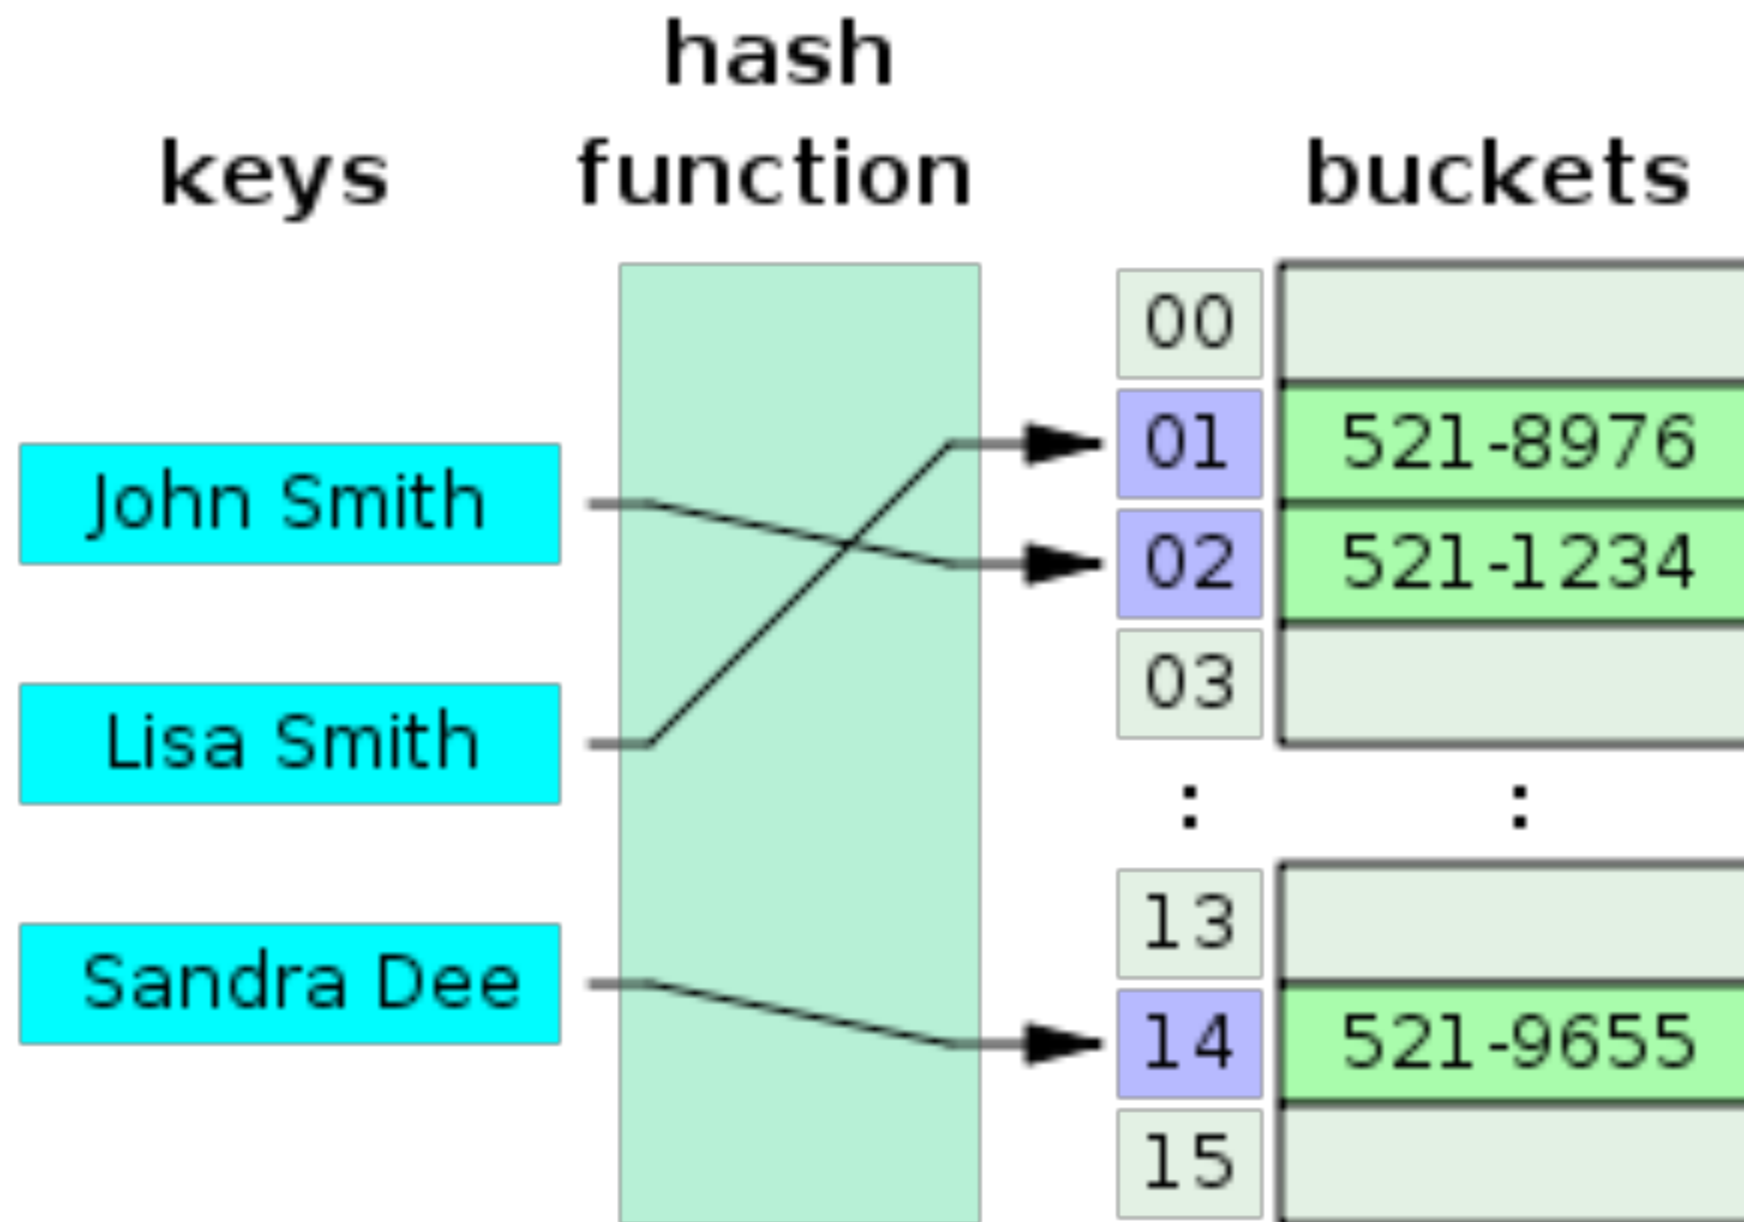 hash
keys function buckets
00
01 521-8976
John Smith
02 521-1234
03
Lisa Smith
: :
13
Sandra Dee
14 521-9655
15